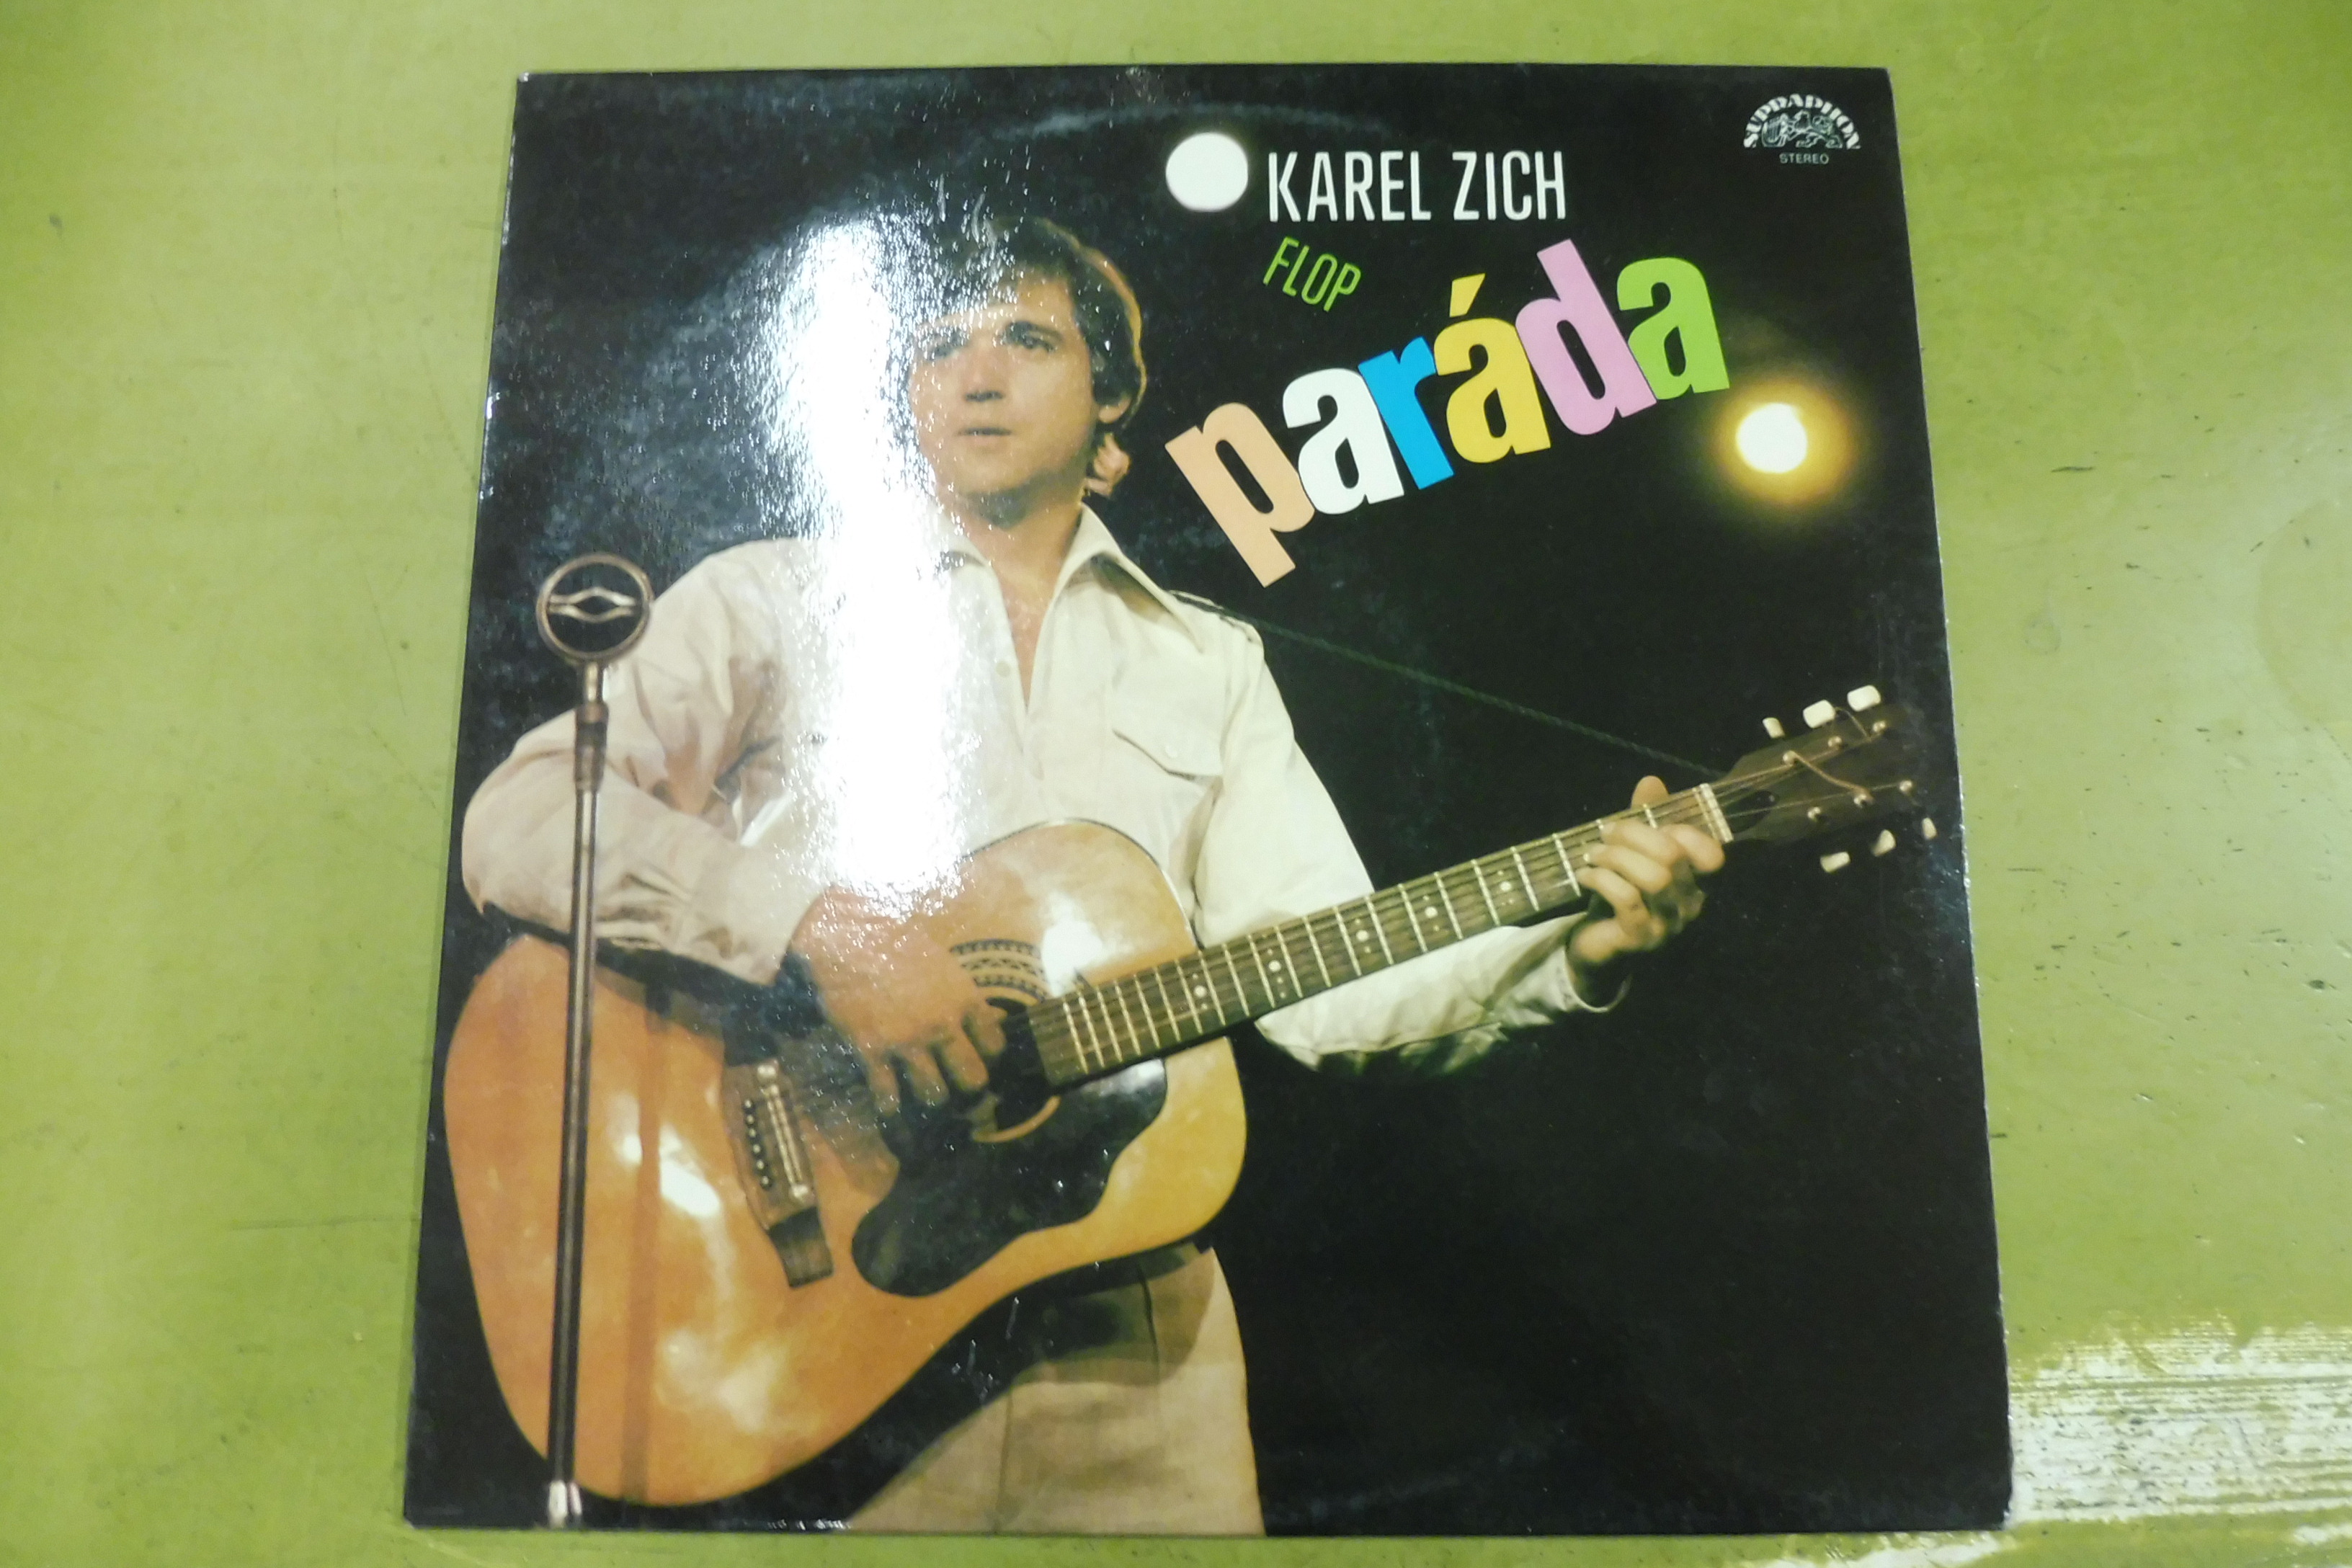 SUPRAPHON
STEREO
KAREL ZICH
FLOP
paráda